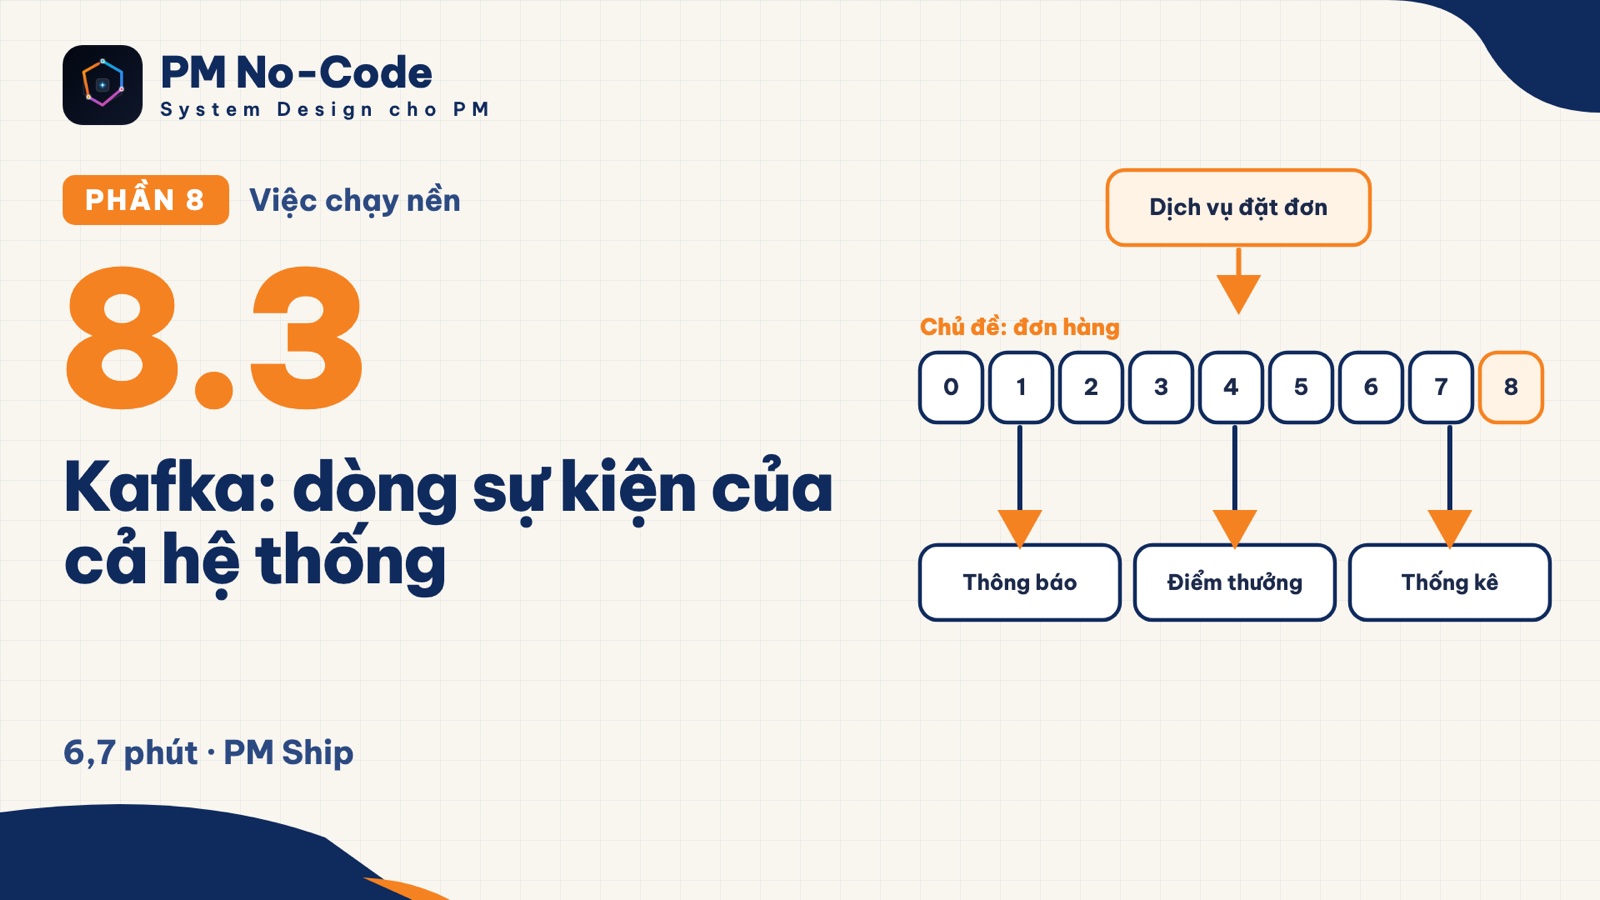 PM No-Code
System Design cho PM
PHẦN 8 Việc chạy nền
8.3
Kafka: dòng sự kiện của
cả hệ thống
6,7 phút · PM Ship
Dịch vụ đặt đơn
Chủ đề: đơn hàng
0 1 2 3 4 5 6 7 8
Thông báo Điểm thưởng Thống kê